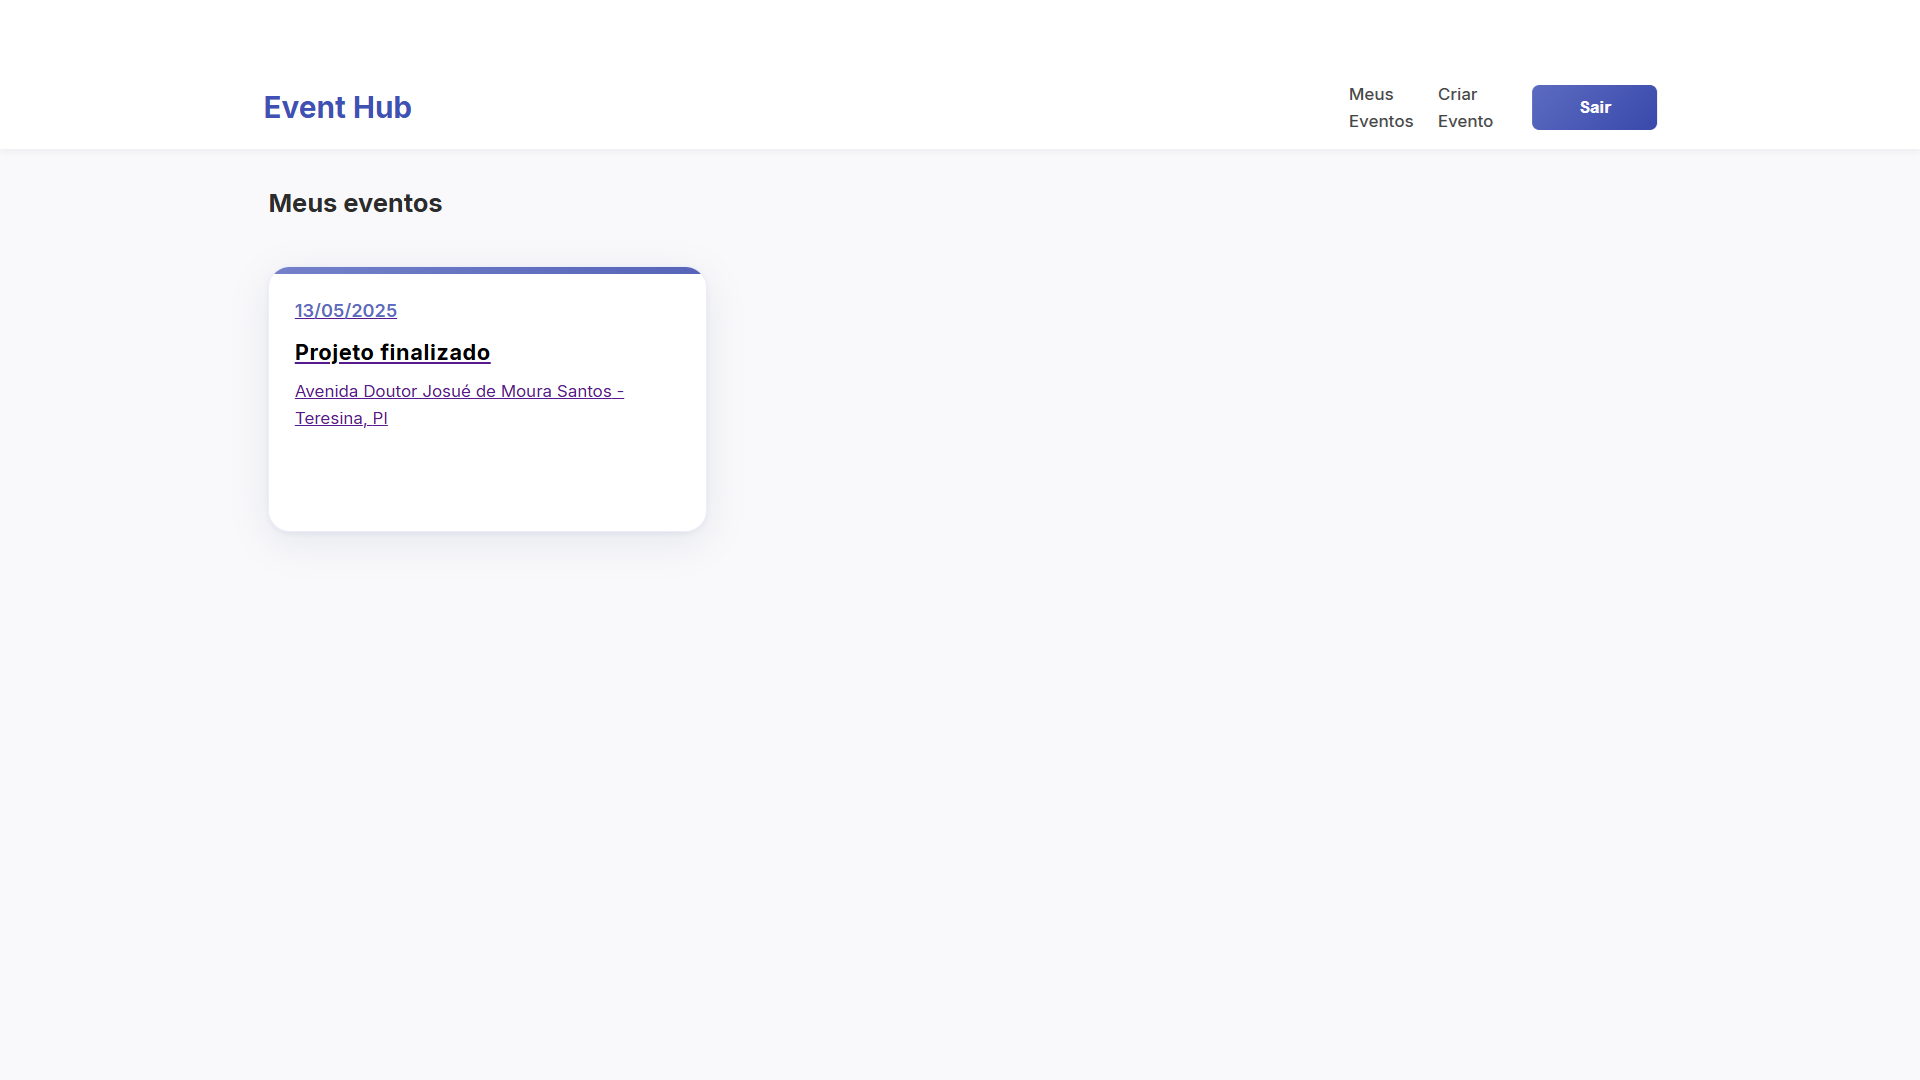 Event Hub
Meus
Eventos
Criar
Evento
Sair
Meus eventos
13/05/2025
Projeto finalizado
Avenida Doutor Josué de Moura Santos -
Teresina, PI